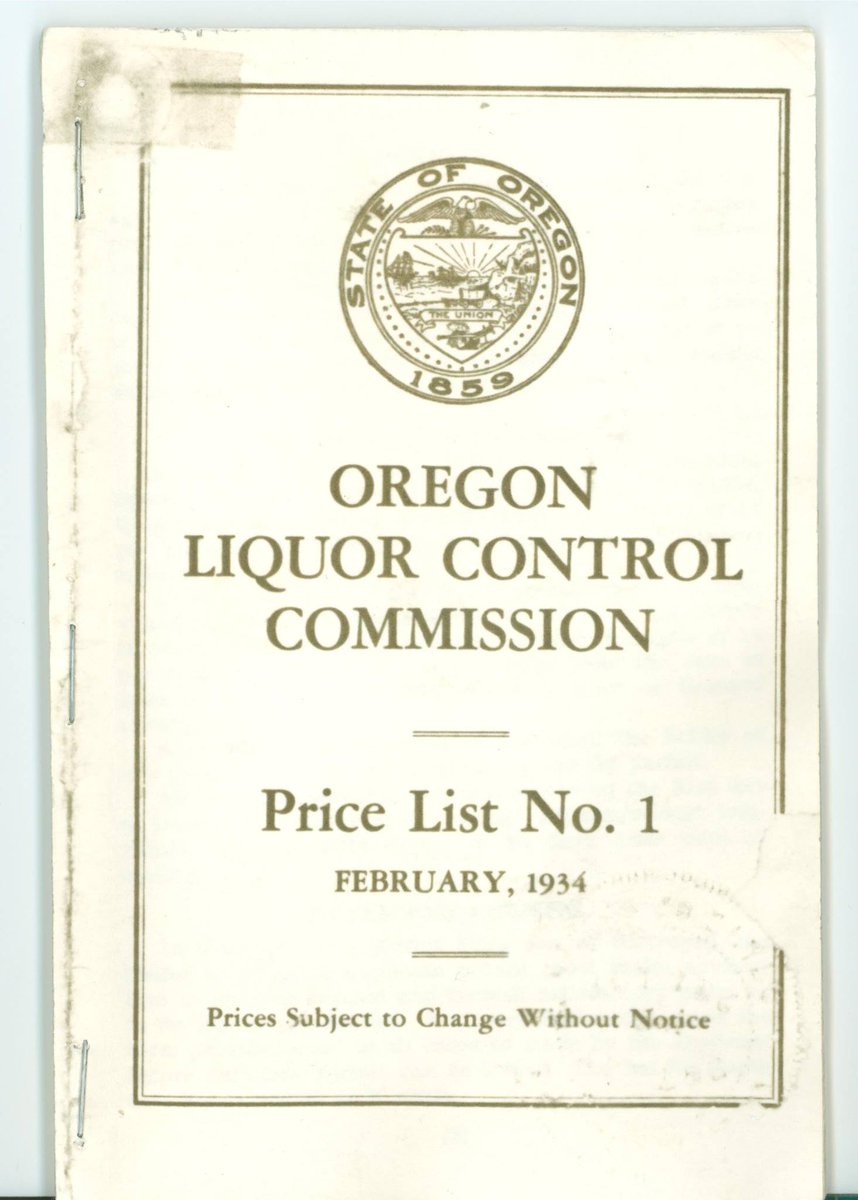 STATE OF OREGON
THE UNION
1859
OREGON
LIQUOR CONTROL
COMMISSION
Price List No. 1
FEBRUARY, 1934
Prices Subject to Change Without Notice